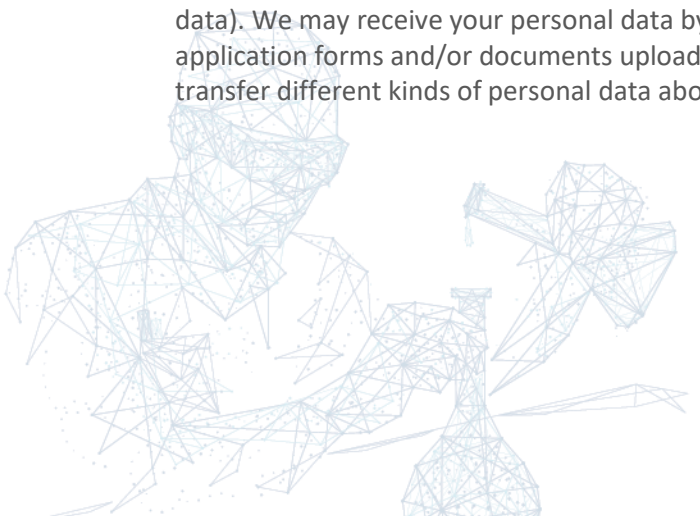 data). We may receive your personal data by
application forms and/or documents upload
transfer different kinds of personal data abo